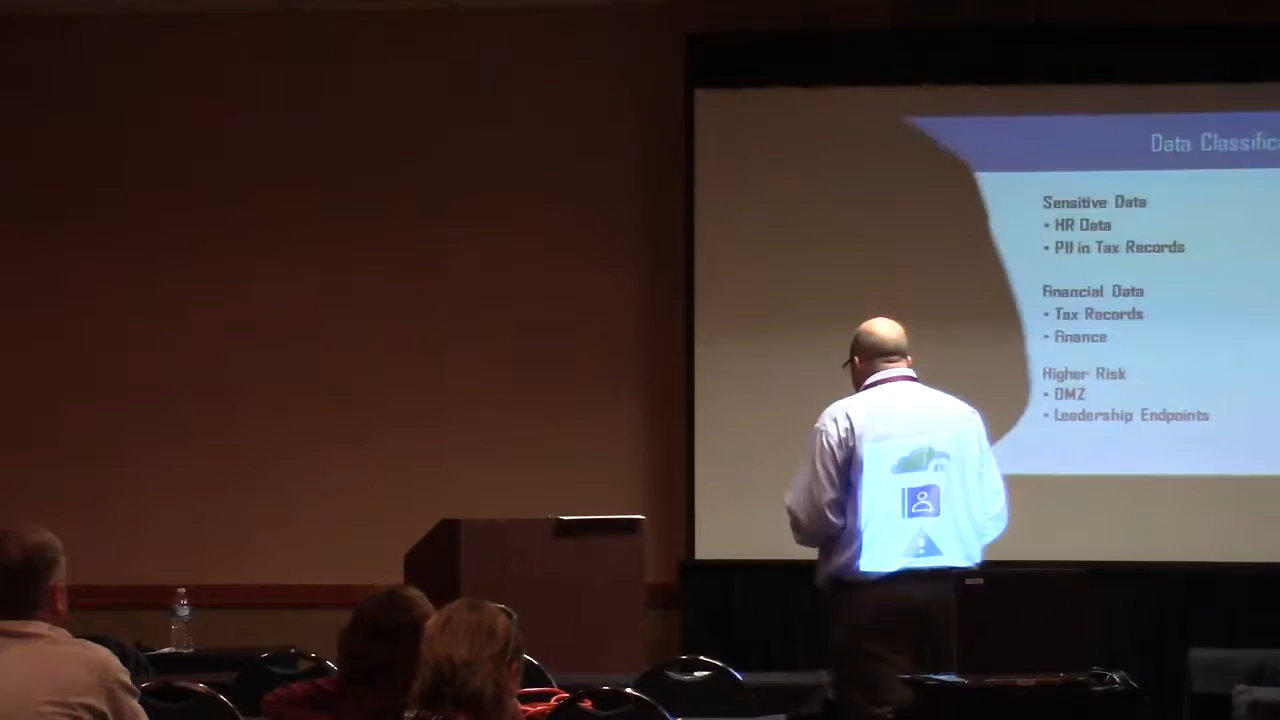 Data Classifica
Sensitive Data
• HR Data
• PII in Tax Records
Financial Data
• Tax Records
• Finance
Higher Risk
• DMZ
• Leadership Endpoints